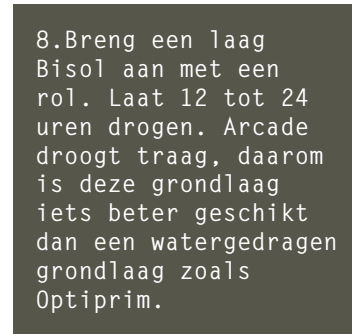 8.Breng een laag
Bisol aan met een
rol. Laat 12 tot 24
uren drogen. Arcade
droogt traag, daarom
is deze grondlaag
iets beter geschikt
dan een watergedragen
grondlaag zoals
Optiprim.